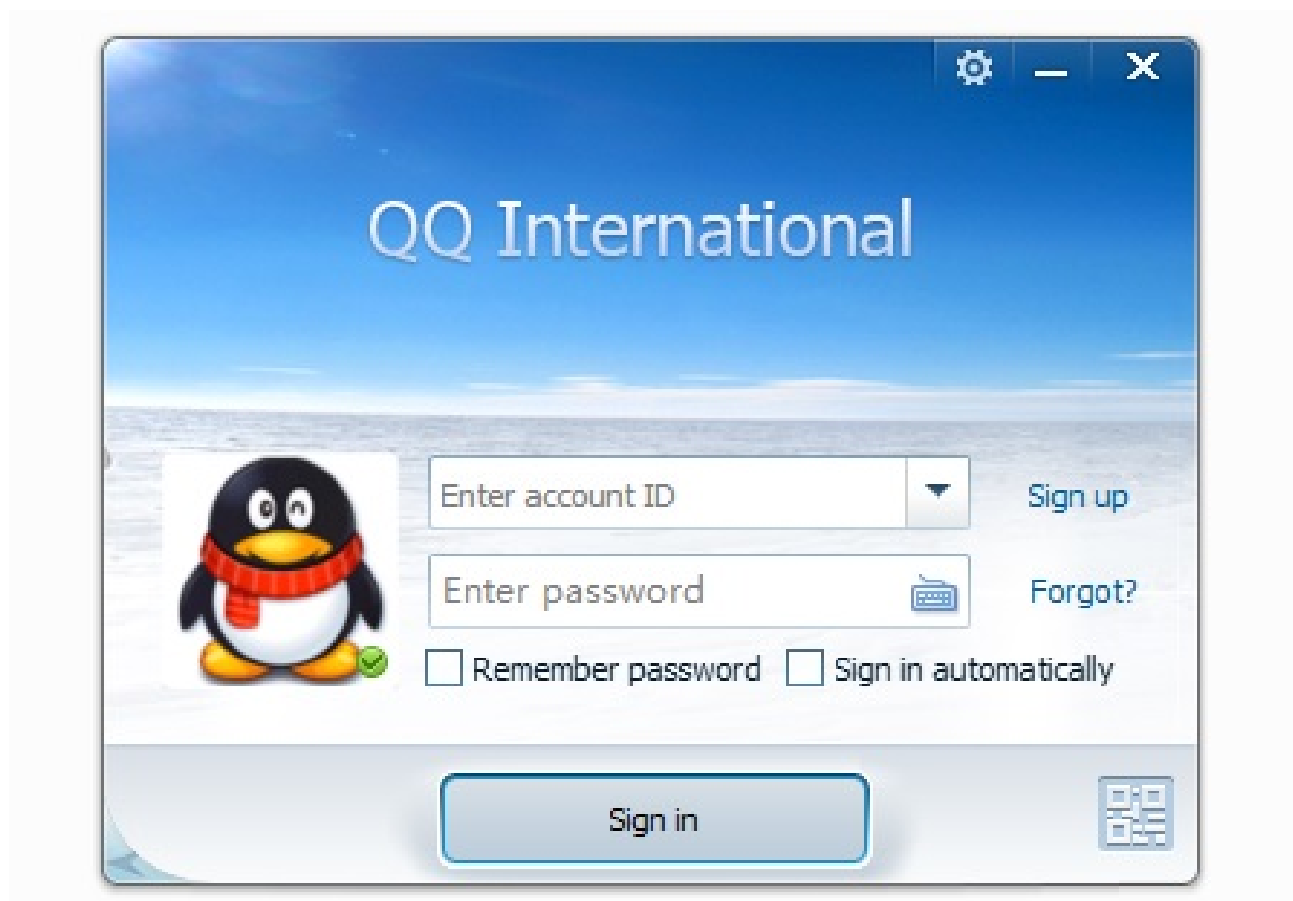 QQ International
Enter account ID
Sign up
Enter password
Forgot?
Remember password
Sign in automatically
Sign in